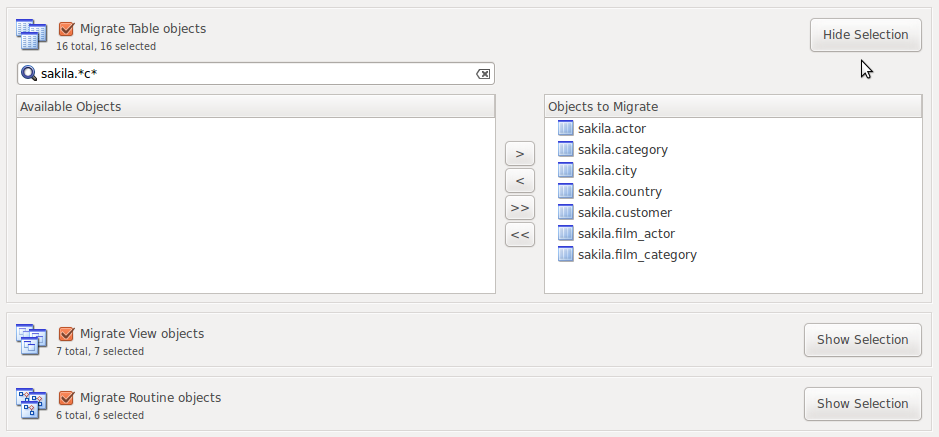 Migrate Table objects
16 total, 16 selected
Hide Selection
sakila.*c*
Available Objects
Objects to Migrate
sakila.actor
sakila.category
sakila.city
sakila.country
sakila.customer
sakila.film_actor
sakila.film_category
>
<
>>
<<
Migrate View objects
7 total, 7 selected
Show Selection
Migrate Routine objects
6 total, 6 selected
Show Selection